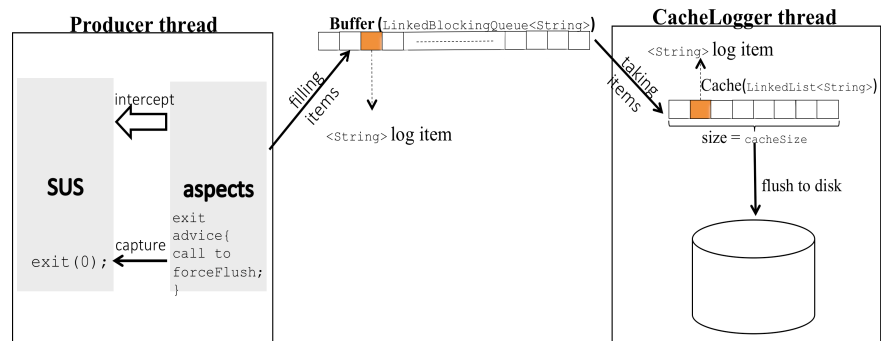 Producer thread
intercept
SUS
aspects
exit
advice{
call to
forceFlush;
}
capture
exit(0);
Buffer (LinkedBlockingQueue<String>)
filling
items
<String> log item
taking
items
CacheLogger thread
<String> log item
Cache(LinkedList<String>)
size = cacheSize
flush to disk